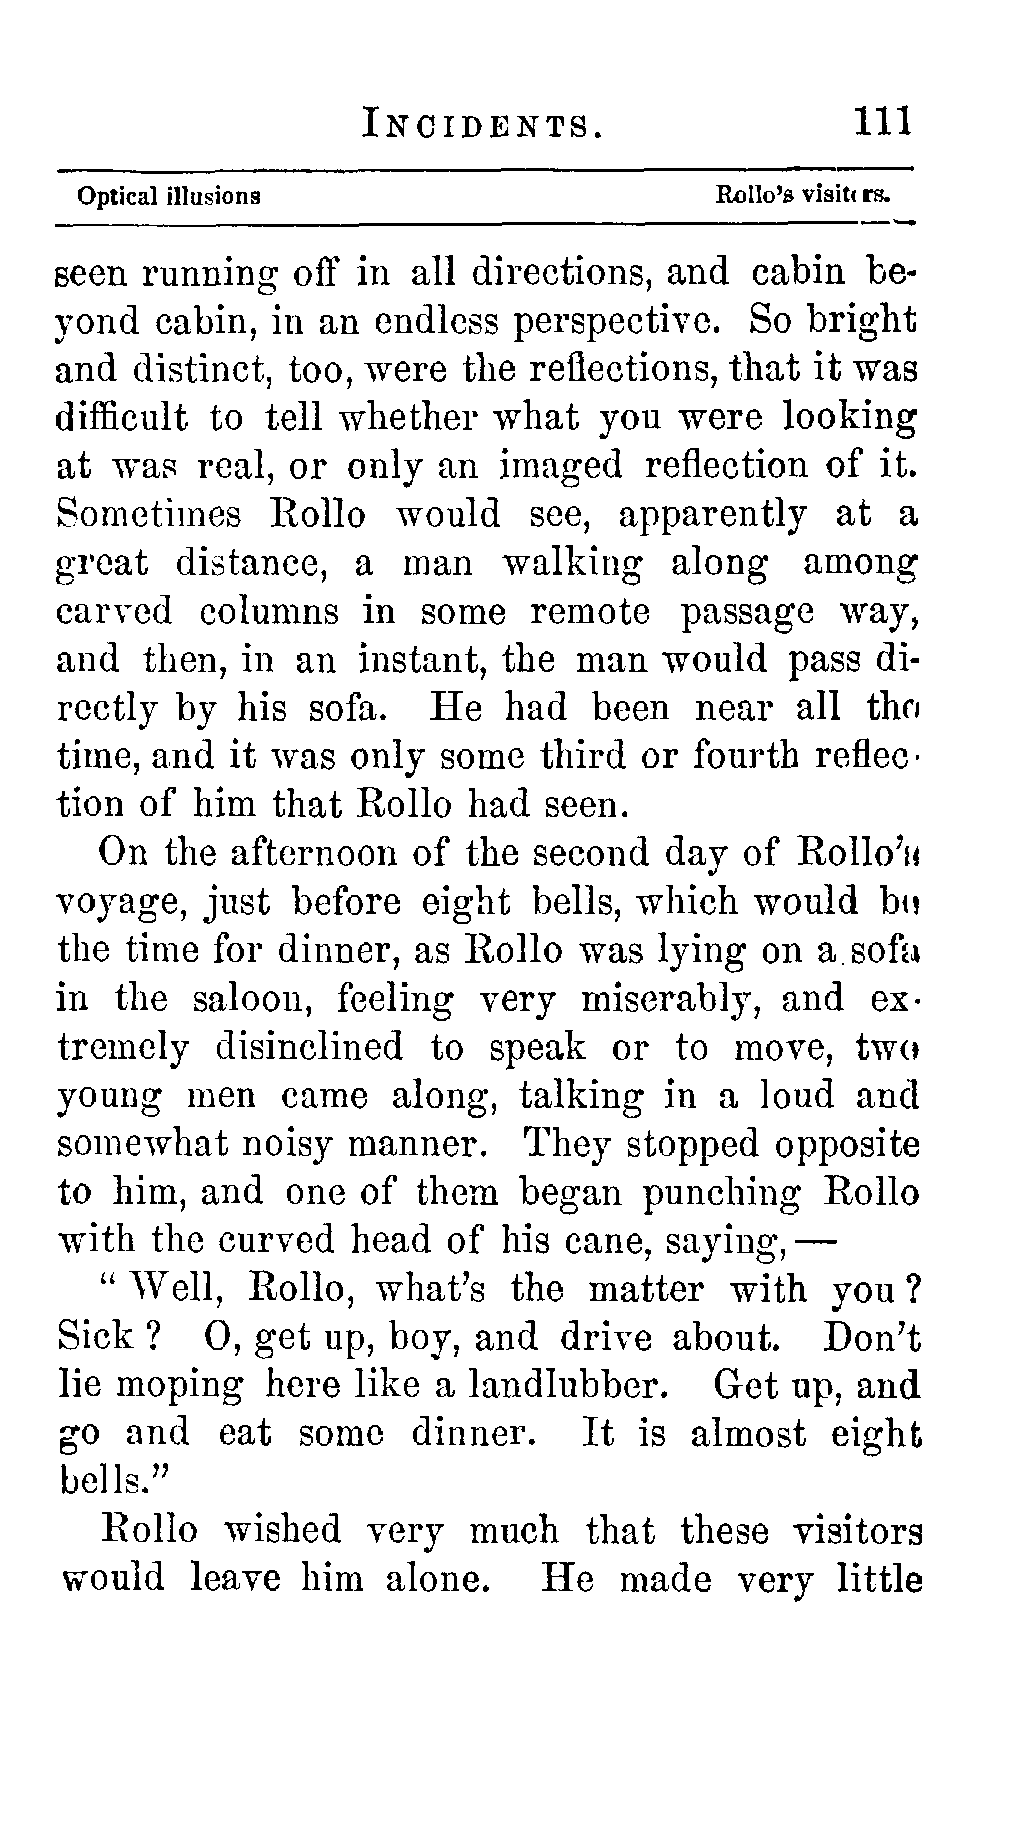 INCIDENTS. 111
Optical illusions Rollo's visitors.
seen running off in all directions, and cabin be-
yond cabin, in an endless perspective. So bright
and distinct, too, were the reflections, that it was
difficult to tell whether what you were looking
at was real, or only an imaged reflection of it.
Sometimes Rollo would see, apparently at a
great distance, a man walking along among
carved columns in some remote passage way,
and then, in an instant, the man would pass di-
rectly by his sofa. He had been near all the
time, and it was only some third or fourth reflec-
tion of him that Rollo had seen.
On the afternoon of the second day of Rollo's
voyage, just before eight bells, which would be
the time for dinner, as Rollo was lying on a sofa
in the saloon, feeling very miserably, and ex-
tremely disinclined to speak or to move, two
young men came along, talking in a loud and
somewhat noisy manner. They stopped opposite
to him, and one of them began punching Rollo
with the curved head of his cane, saying,—
"Well, Rollo, what's the matter with you?
Sick? O, get up, boy, and drive about. Don't
lie moping here like a landlubber. Get up, and
go and eat some dinner. It is almost eight
bells."
Rollo wished very much that these visitors
would leave him alone. He made very little